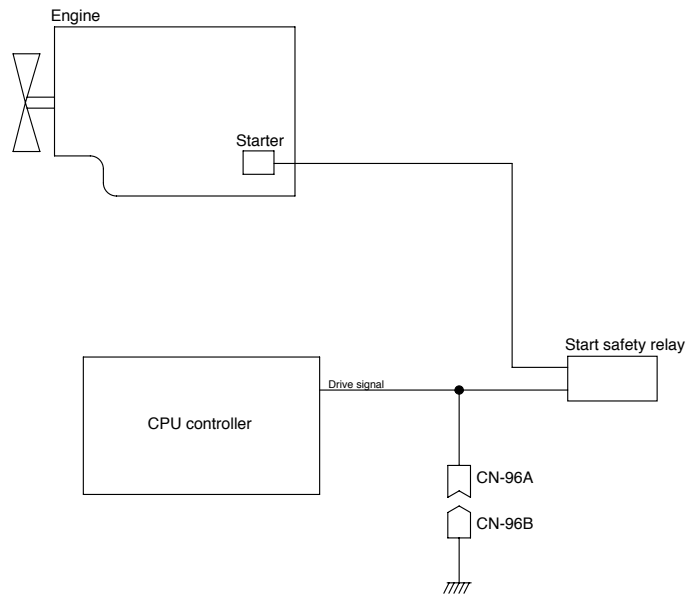 Engine
Starter
Start safety relay
Drive signal
CPU controller
CN-96A
CN-96B